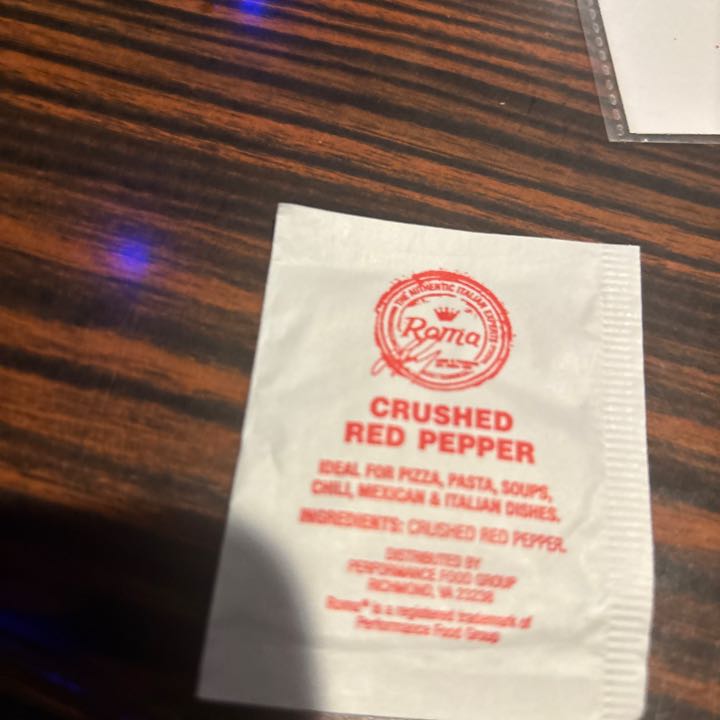 THE AUTHENTIC ITALIAN EXPERTS
Roma
CRUSHED
RED PEPPER
IDEAL FOR PIZZA, PASTA, SOUPS,
CHILI, MEXICAN & ITALIAN DISHES.
INGREDIENTS: CRUSHED RED PEPPER.
DISTRIBUTED BY
PERFORMANCE FOOD GROUP
RICHMOND, VA 23238
Roma® is a registered trademark of
Performance Food Group